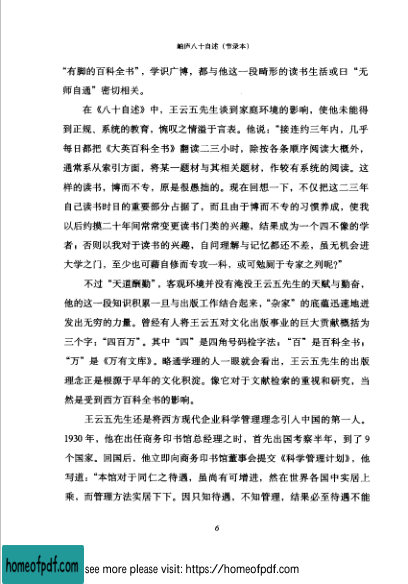 岫庐八十自述（节录本）
“有脚的百科全书”，学识广博，都与他这一段畸形的读书生活或曰“无
师自通”密切相关。
在《八十自述》中，王云五先生谈到家庭环境的影响，使他未能得
到正规、系统的教育，惋叹之情溢于言表。他说：“接连约三年内，几乎
每日都把《大英百科全书》翻读二三小时，除按各条顺序阅读大概外，
通常系从索引方面，将某一题材与其相关题材，作较有系统的阅读。这
样的读书，博而不专，原是很愚拙的。现在回想一下，不仅把这二三年
自己读书时日的重要部分占据了，而且由于博而不专的习惯养成，使我
以后约摸二十年间常常变更读书门类的兴趣，结果成为一个四不像的学
者；否则以我对于读书的兴趣，自问理解与记忆都还不差，虽无机会进
大学之门，至少也可藉自修而专攻一科，或可勉厕于专家之列呢?”
不过“天道酬勤”，客观环境并没有淹没王云五先生的天赋与勤奋，
他的这一段知识积累一旦与出版工作结合起来，“杂家”的底蕴迅速地迸
发出无穷的力量。曾经有人将王云五对文化出版事业的巨大贡献概括为
三个字：“四百万”。其中“四”是四角号码检字法；“百”是百科全书；
“万”是《万有文库》。略通学理的人一眼就会看出，王云五先生的出版
理念正是根源于早年的文化积淀。像它对于文献检索的重视和研究，当
然是受到西方百科全书的影响。
王云五先生还是将西方现代企业科学管理理念引入中国的第一人。
1930 年，他在出任商务印书馆总经理之时，首先出国考察半年，到了 9
个国家。回国后，他立即向商务印书馆董事会提交《科学管理计划》，他
写道：“本馆对于同仁之待遇，虽尚有可增进，然在世界各国中实居上
乘，而管理方法实居下下。因只知待遇，不知管理，结果必至待遇不能
6
homeofpdf.com
see more please visit: https://homeofpdf.com